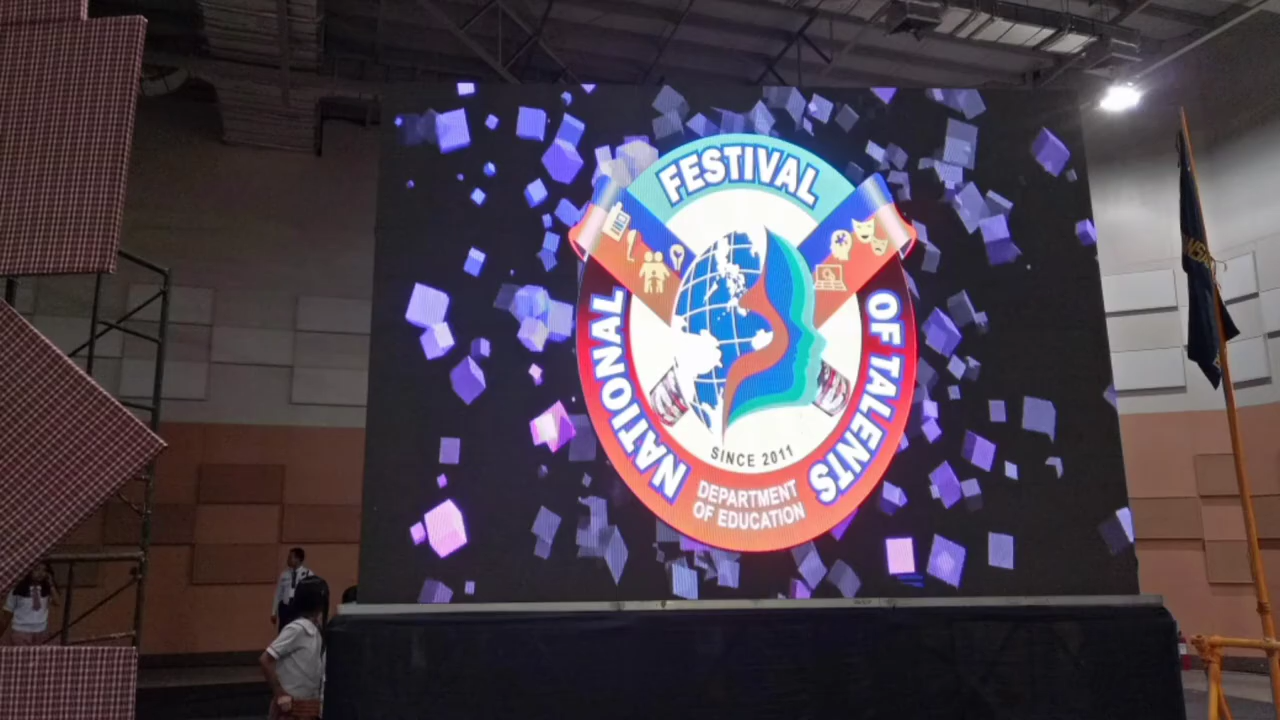 FESTIVAL
NATIONAL
OF TALENTS
SINCE 2011
DEPARTMENT
OF EDUCATION